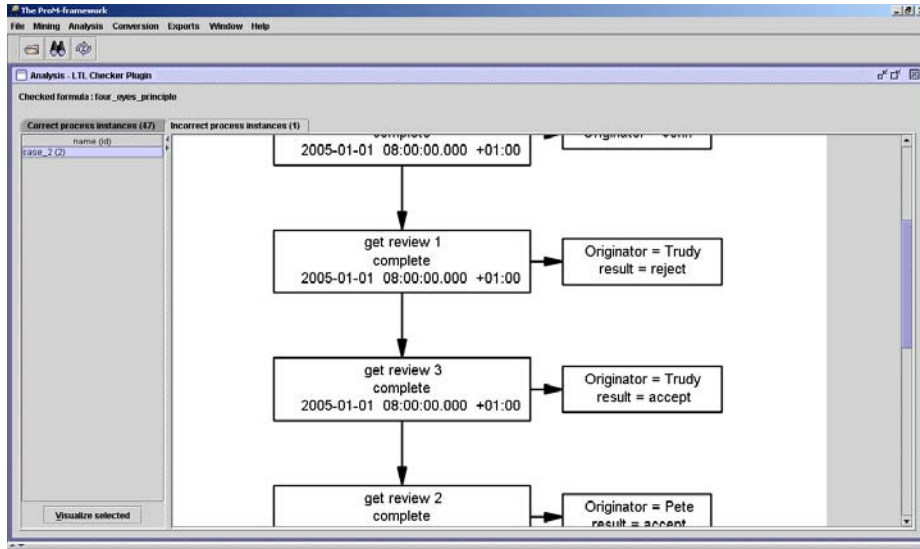 The ProM-framework
File Mining Analysis Conversion Exports Window Help
Analysis - LTL Checker Plugin
Checked formula : four_eyes_principle
Correct process instances (47) Incorrect process instances (1)
name (id)
case_2 (2)
complete
2005-01-01 08:00:00.000 +01:00
Originator = John
get review 1
complete
2005-01-01 08:00:00.000 +01:00
Originator = Trudy
result = reject
get review 3
complete
2005-01-01 08:00:00.000 +01:00
Originator = Trudy
result = accept
get review 2
complete
Originator = Pete
result = accept
Visualize selected